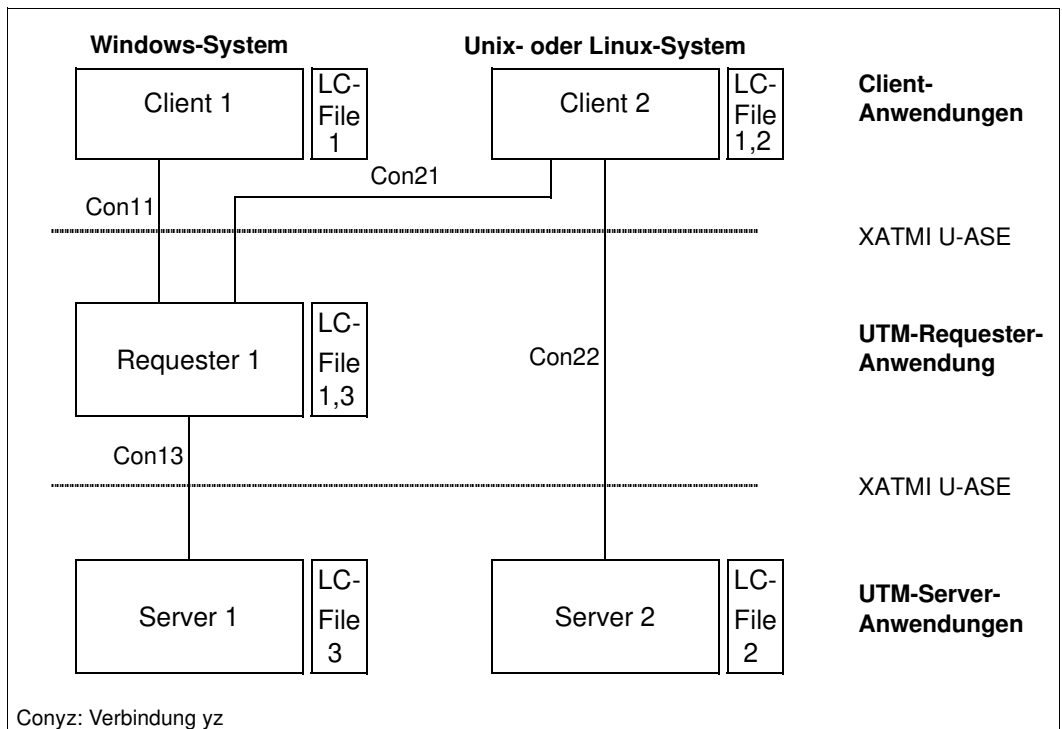 Windows-System
Unix- oder Linux-System
Client 1
LC-
File
1
Client 2
LC-
File
1,2
Client-
Anwendungen
Con21
Con11
XATMI U-ASE
Requester 1
LC-
File
1,3
Con22
UTM-Requester-
Anwendung
Con13
XATMI U-ASE
Server 1
LC-
File
3
Server 2
LC-
File
2
UTM-Server-
Anwendungen
Conyz: Verbindung yz